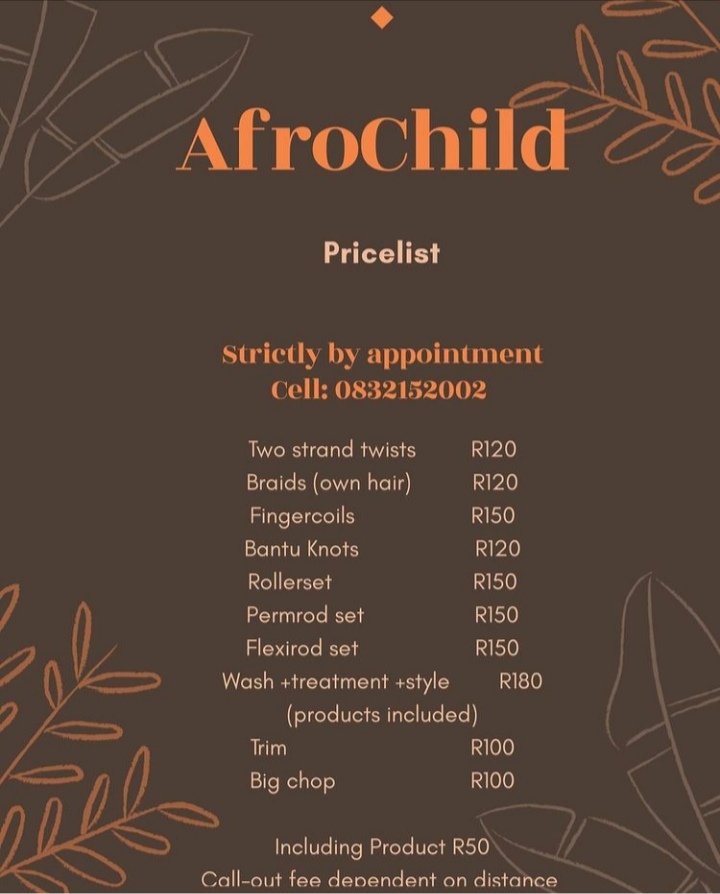 AfroChild
Pricelist
Strictly by appointment
Cell: 0832152002
Two strand twists R120
Braids (own hair) R120
Fingercoils R150
Bantu Knots R120
Rollerset R150
Permrod set R150
Flexirod set R150
Wash +treatment +style R180
(products included)
Trim R100
Big chop R100
Including Product R50
Call-out fee dependent on distance